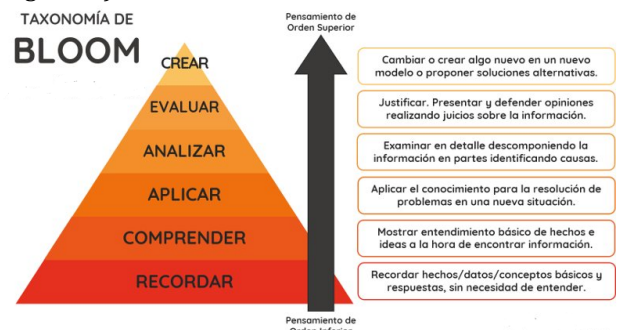 TAXONOMÍA DE
BLOOM
Pensamiento de
Orden Superior
CREAR
Cambiar o crear algo nuevo en un nuevo
modelo o proponer soluciones alternativas.
EVALUAR
Justificar. Presentar y defender opiniones
realizando juicios sobre la información.
ANALIZAR
Examinar en detalle descomponiendo la
información en partes identificando causas.
APLICAR
Aplicar el conocimiento para la resolución de
problemas en una nueva situación.
COMPRENDER
Mostrar entendimiento básico de hechos e
ideas a la hora de encontrar información.
RECORDAR
Recordar hechos/datos/conceptos básicos y
respuestas, sin necesidad de entender.
Pensamiento de
Orden Inferior